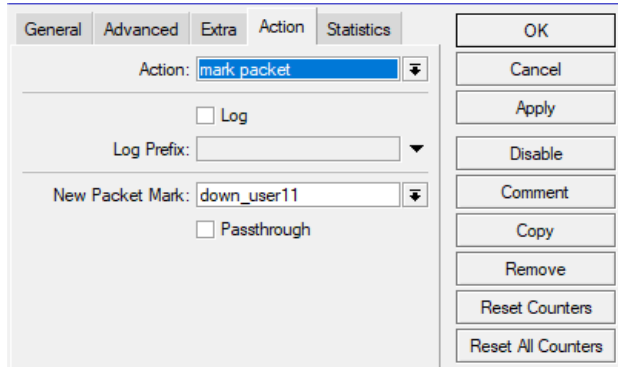 General Advanced Extra Action Statistics
Action: mark packet
Log
Log Prefix:
New Packet Mark: down_user11
Passthrough
OK
Cancel
Apply
Disable
Comment
Copy
Remove
Reset Counters
Reset All Counters